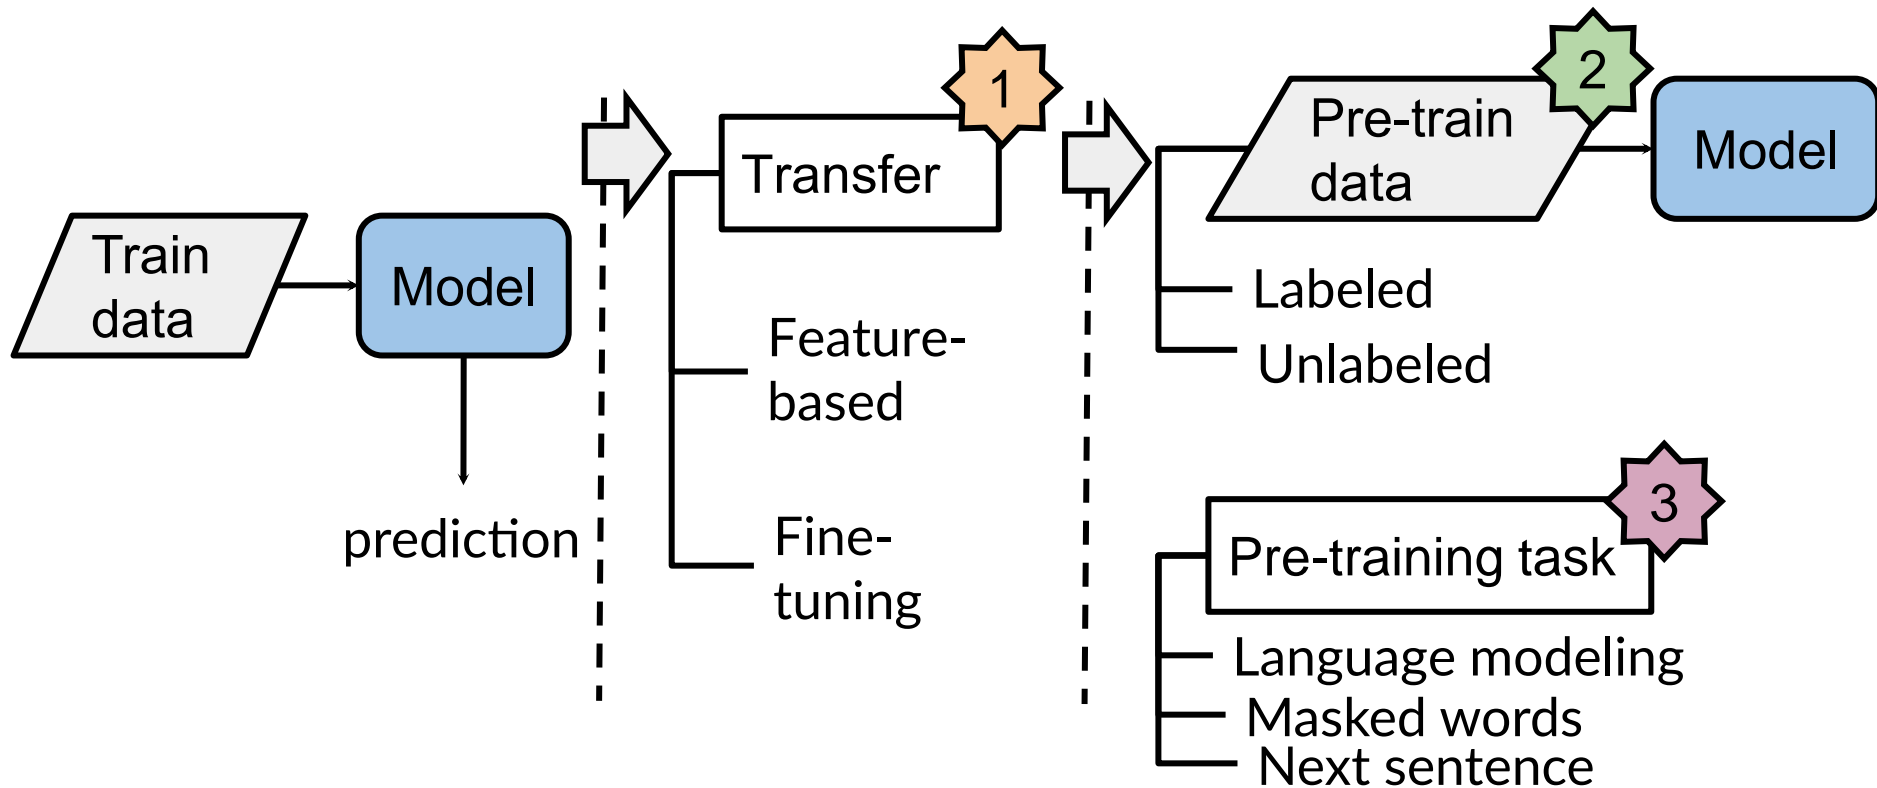 Train
data
Model
prediction
1
Transfer
Feature-
based
Fine-
tuning
2
Pre-train
data
Model
Labeled
Unlabeled
3
Pre-training task
Language modeling
Masked words
Next sentence